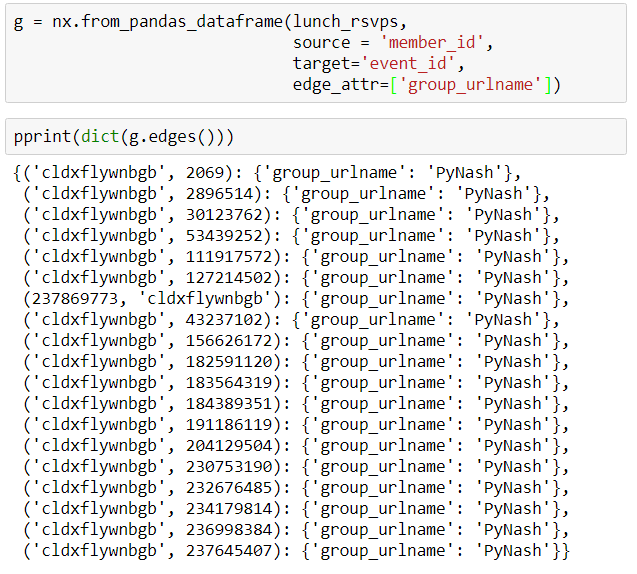 g = nx.from_pandas_dataframe(lunch_rsvps,
                             source = 'member_id',
                             target='event_id',
                             edge_attr=['group_urlname'])
pprint(dict(g.edges()))
{('cldxflywnbgb', 2069): {'group_urlname': 'PyNash'},
 ('cldxflywnbgb', 2896514): {'group_urlname': 'PyNash'},
 ('cldxflywnbgb', 30123762): {'group_urlname': 'PyNash'},
 ('cldxflywnbgb', 53439252): {'group_urlname': 'PyNash'},
 ('cldxflywnbgb', 111917572): {'group_urlname': 'PyNash'},
 ('cldxflywnbgb', 127214502): {'group_urlname': 'PyNash'},
 (237869773, 'cldxflywnbgb'): {'group_urlname': 'PyNash'},
 ('cldxflywnbgb', 43237102): {'group_urlname': 'PyNash'},
 ('cldxflywnbgb', 156626172): {'group_urlname': 'PyNash'},
 ('cldxflywnbgb', 182591120): {'group_urlname': 'PyNash'},
 ('cldxflywnbgb', 183564319): {'group_urlname': 'PyNash'},
 ('cldxflywnbgb', 184389351): {'group_urlname': 'PyNash'},
 ('cldxflywnbgb', 191186119): {'group_urlname': 'PyNash'},
 ('cldxflywnbgb', 204129504): {'group_urlname': 'PyNash'},
 ('cldxflywnbgb', 230753190): {'group_urlname': 'PyNash'},
 ('cldxflywnbgb', 232676485): {'group_urlname': 'PyNash'},
 ('cldxflywnbgb', 234179814): {'group_urlname': 'PyNash'},
 ('cldxflywnbgb', 236998384): {'group_urlname': 'PyNash'},
 ('cldxflywnbgb', 237645407): {'group_urlname': 'PyNash'}}